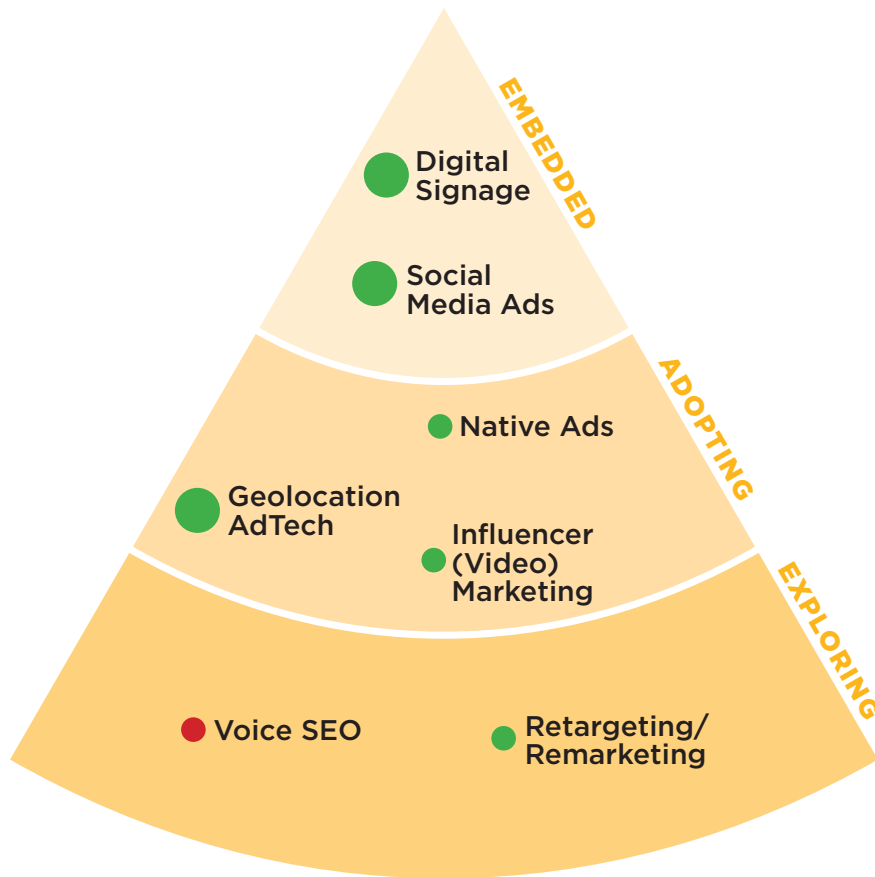 EMBEDDED
Digital
Signage
Social
Media Ads
ADOPTING
Native Ads
Geolocation
AdTech
Influencer
(Video)
Marketing
EXPLORING
Voice SEO
Retargeting/
Remarketing